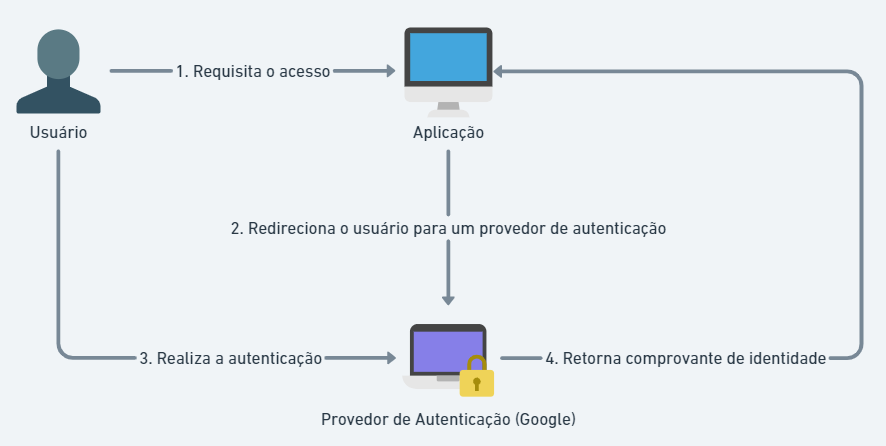 1. Requisita o acesso
Usuário
Aplicação
2. Redireciona o usuário para um provedor de autenticação
3. Realiza a autenticação
4. Retorna comprovante de identidade
Provedor de Autenticação (Google)